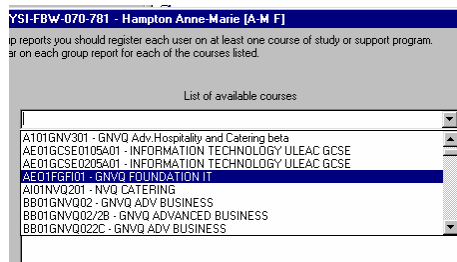 YSI-FBW-070-781 - Hampton Anne-Marie [A-M F]
up reports you should register each user on at least one course of study or support program.
ar on each group report for each of the courses listed.
List of available courses
A101GNV301 - GNVQ Adv.Hospitality and Catering beta
AE01GCSE0105A01 - INFORMATION TECHNOLOGY ULEAC GCSE
AE01GCSE0205A01 - INFORMATION TECHNOLOGY ULEAC GCSE
AE01FGFI01 - GNVQ FOUNDATION IT
AI01NVQ201 - NVQ CATERING
BB01GNVQ02 - GNVQ ADV BUSINESS
BB01GNVQ02/2B - GNVQ ADVANCED BUSINESS
BB01GNVQ022C - GNVQ ADV BUSINESS